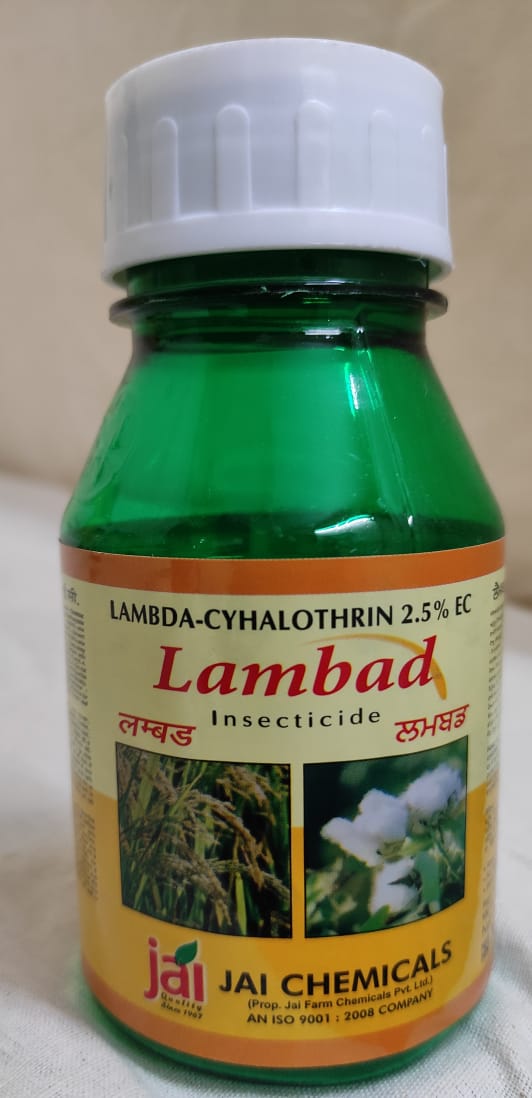 LAMBDA-CYHALOTHRIN 2.5% EC
Lambad
Insecticide
लम्बड
ਲਮਬਡ
jai
Quality
Since 1967
JAI CHEMICALS
(Prop. Jai Farm Chemicals Pvt. Ltd.)
AN ISO 9001 : 2008 COMPANY